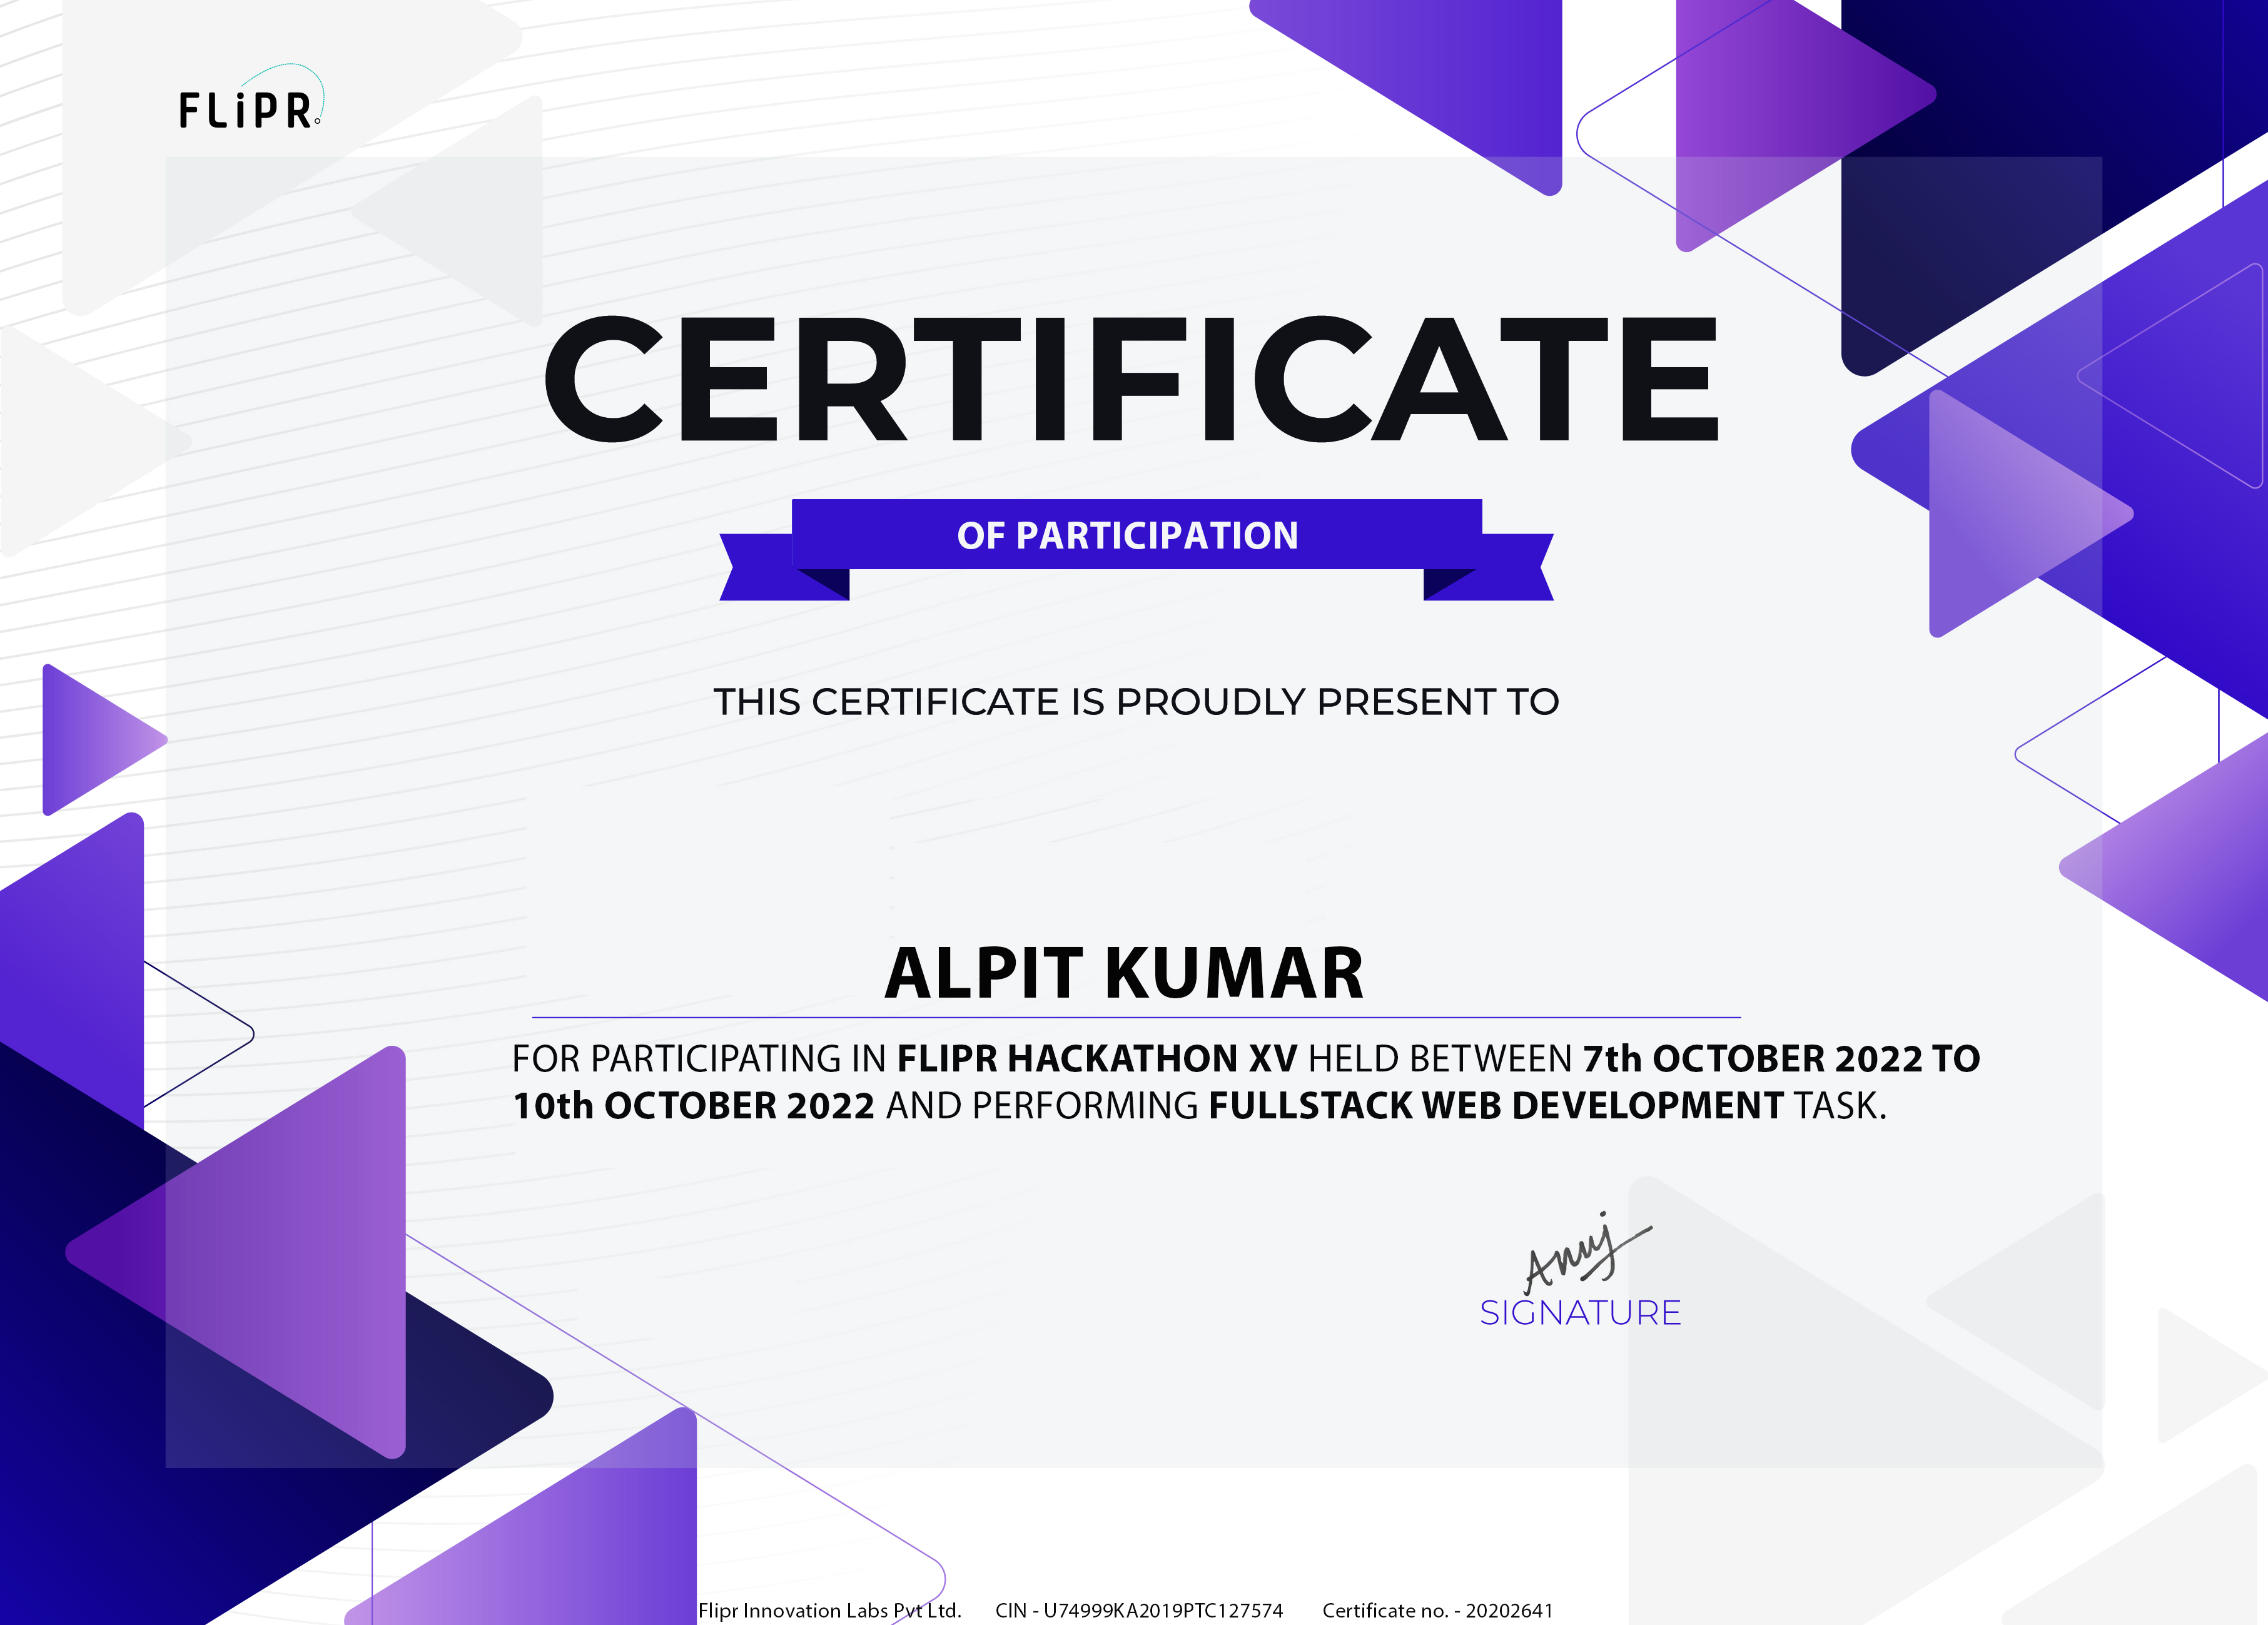 FLiPR
CERTIFICATE
OF PARTICIPATION
THIS CERTIFICATE IS PROUDLY PRESENT TO
ALPIT KUMAR
FOR PARTICIPATING IN FLIPR HACKATHON XV HELD BETWEEN 7th OCTOBER 2022 TO
10th OCTOBER 2022 AND PERFORMING FULLSTACK WEB DEVELOPMENT TASK.
Anuj
SIGNATURE
Flipr Innovation Labs Pvt Ltd. CIN - U74999KA2019PTC127574 Certificate no. - 20202641